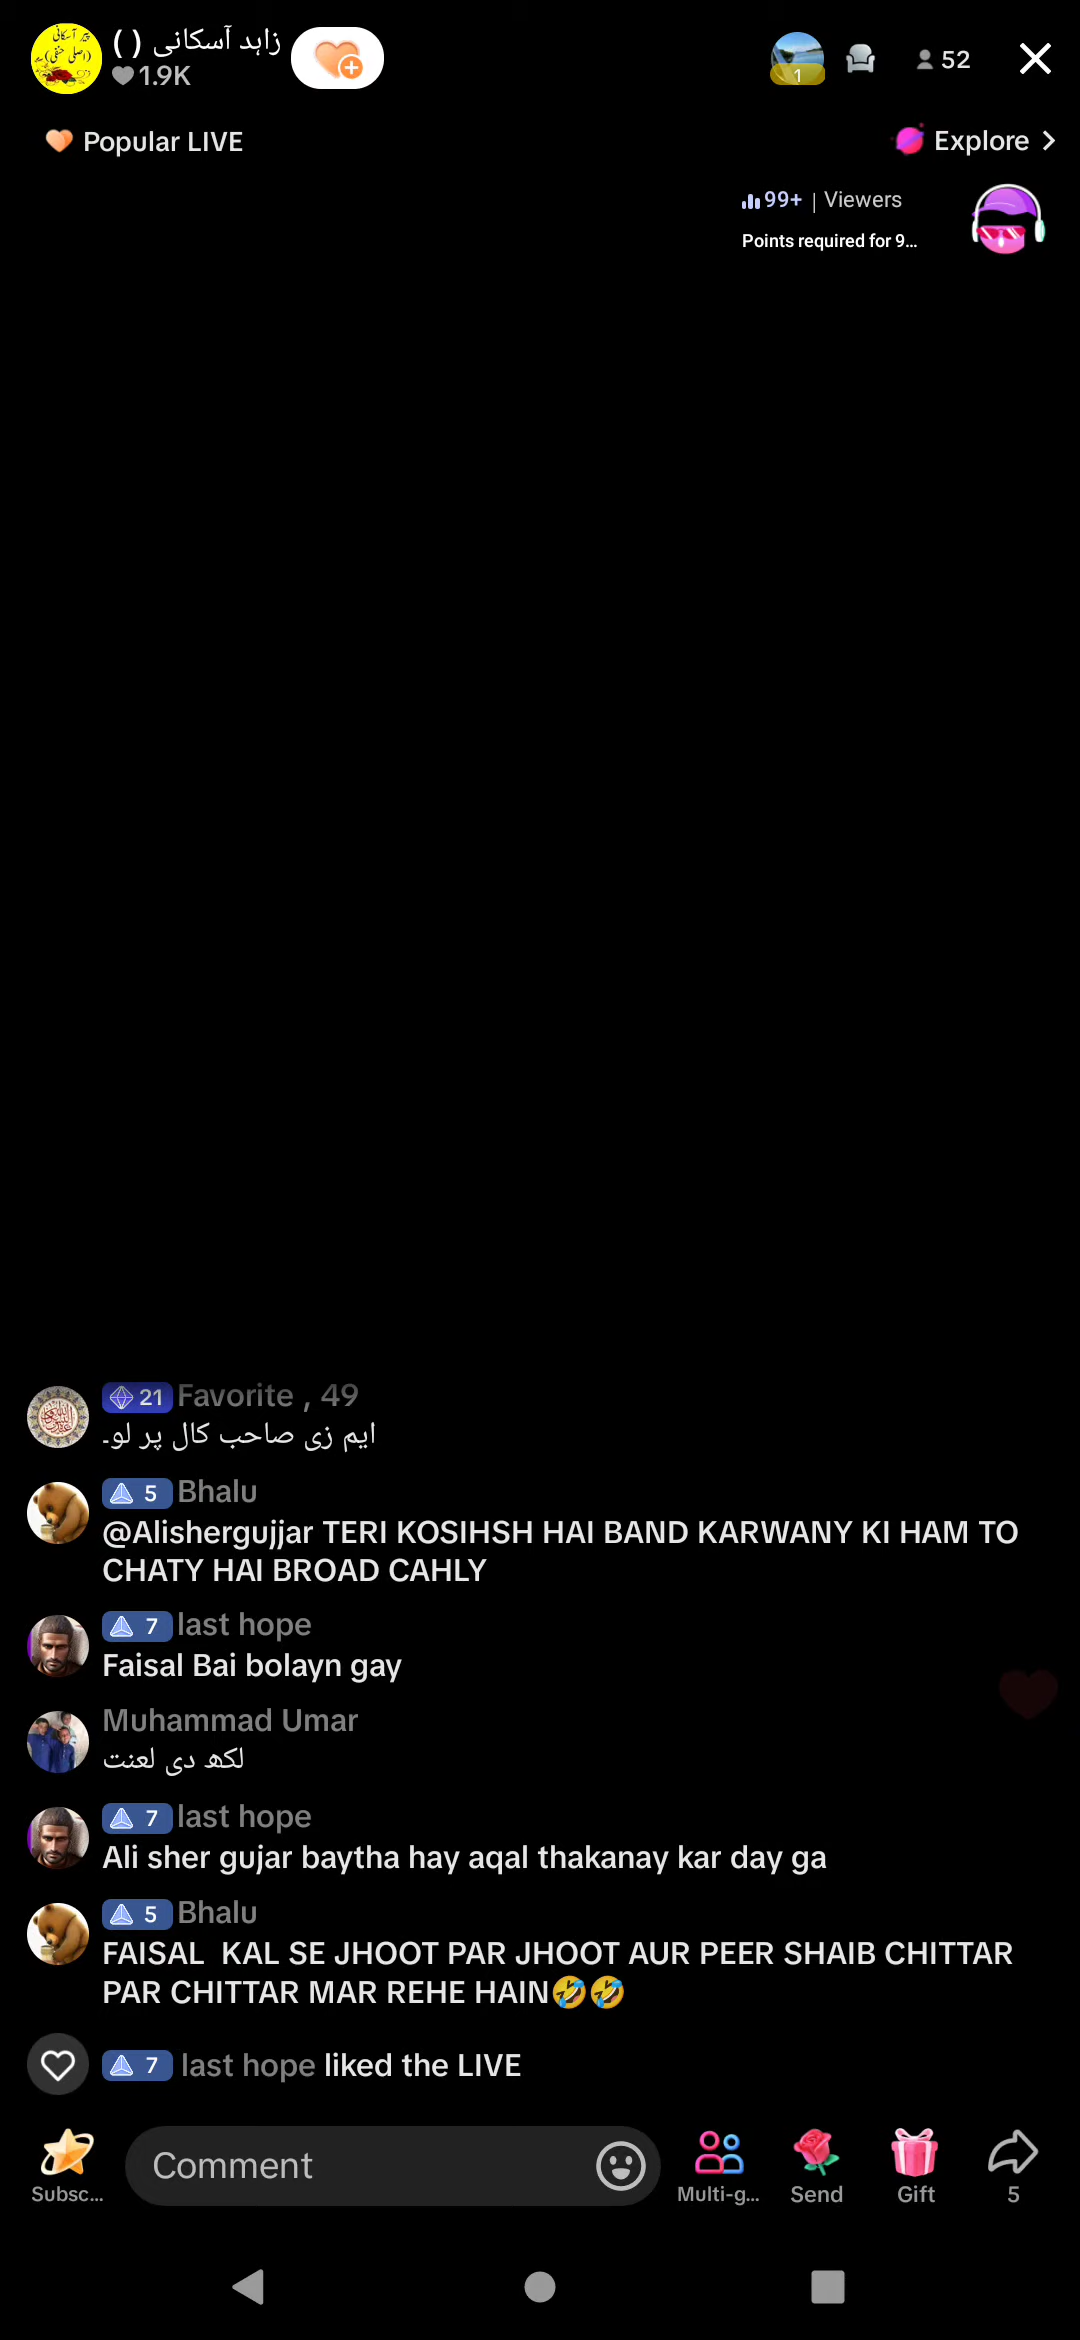 زاہد آسکانی ( )
1.9K
1
52
Popular LIVE
Explore
99+ | Viewers
Points required for 9...
21 Favorite , 49
ایم زی صاحب کال پر لو۔
5 Bhalu
@Alishergujjar TERI KOSIHSH HAI BAND KARWANY KI HAM TO
CHATY HAI BROAD CAHLY
7 last hope
Faisal Bai bolayn gay
Muhammad Umar
لکھ دی لعنت
7 last hope
Ali sher gujar baytha hay aqal thakanay kar day ga
5 Bhalu
FAISAL  KAL SE JHOOT PAR JHOOT AUR PEER SHAIB CHITTAR
PAR CHITTAR MAR REHE HAIN🤣🤣
7 last hope liked the LIVE
Comment
Subsc...
Multi-g...
Send
Gift
5